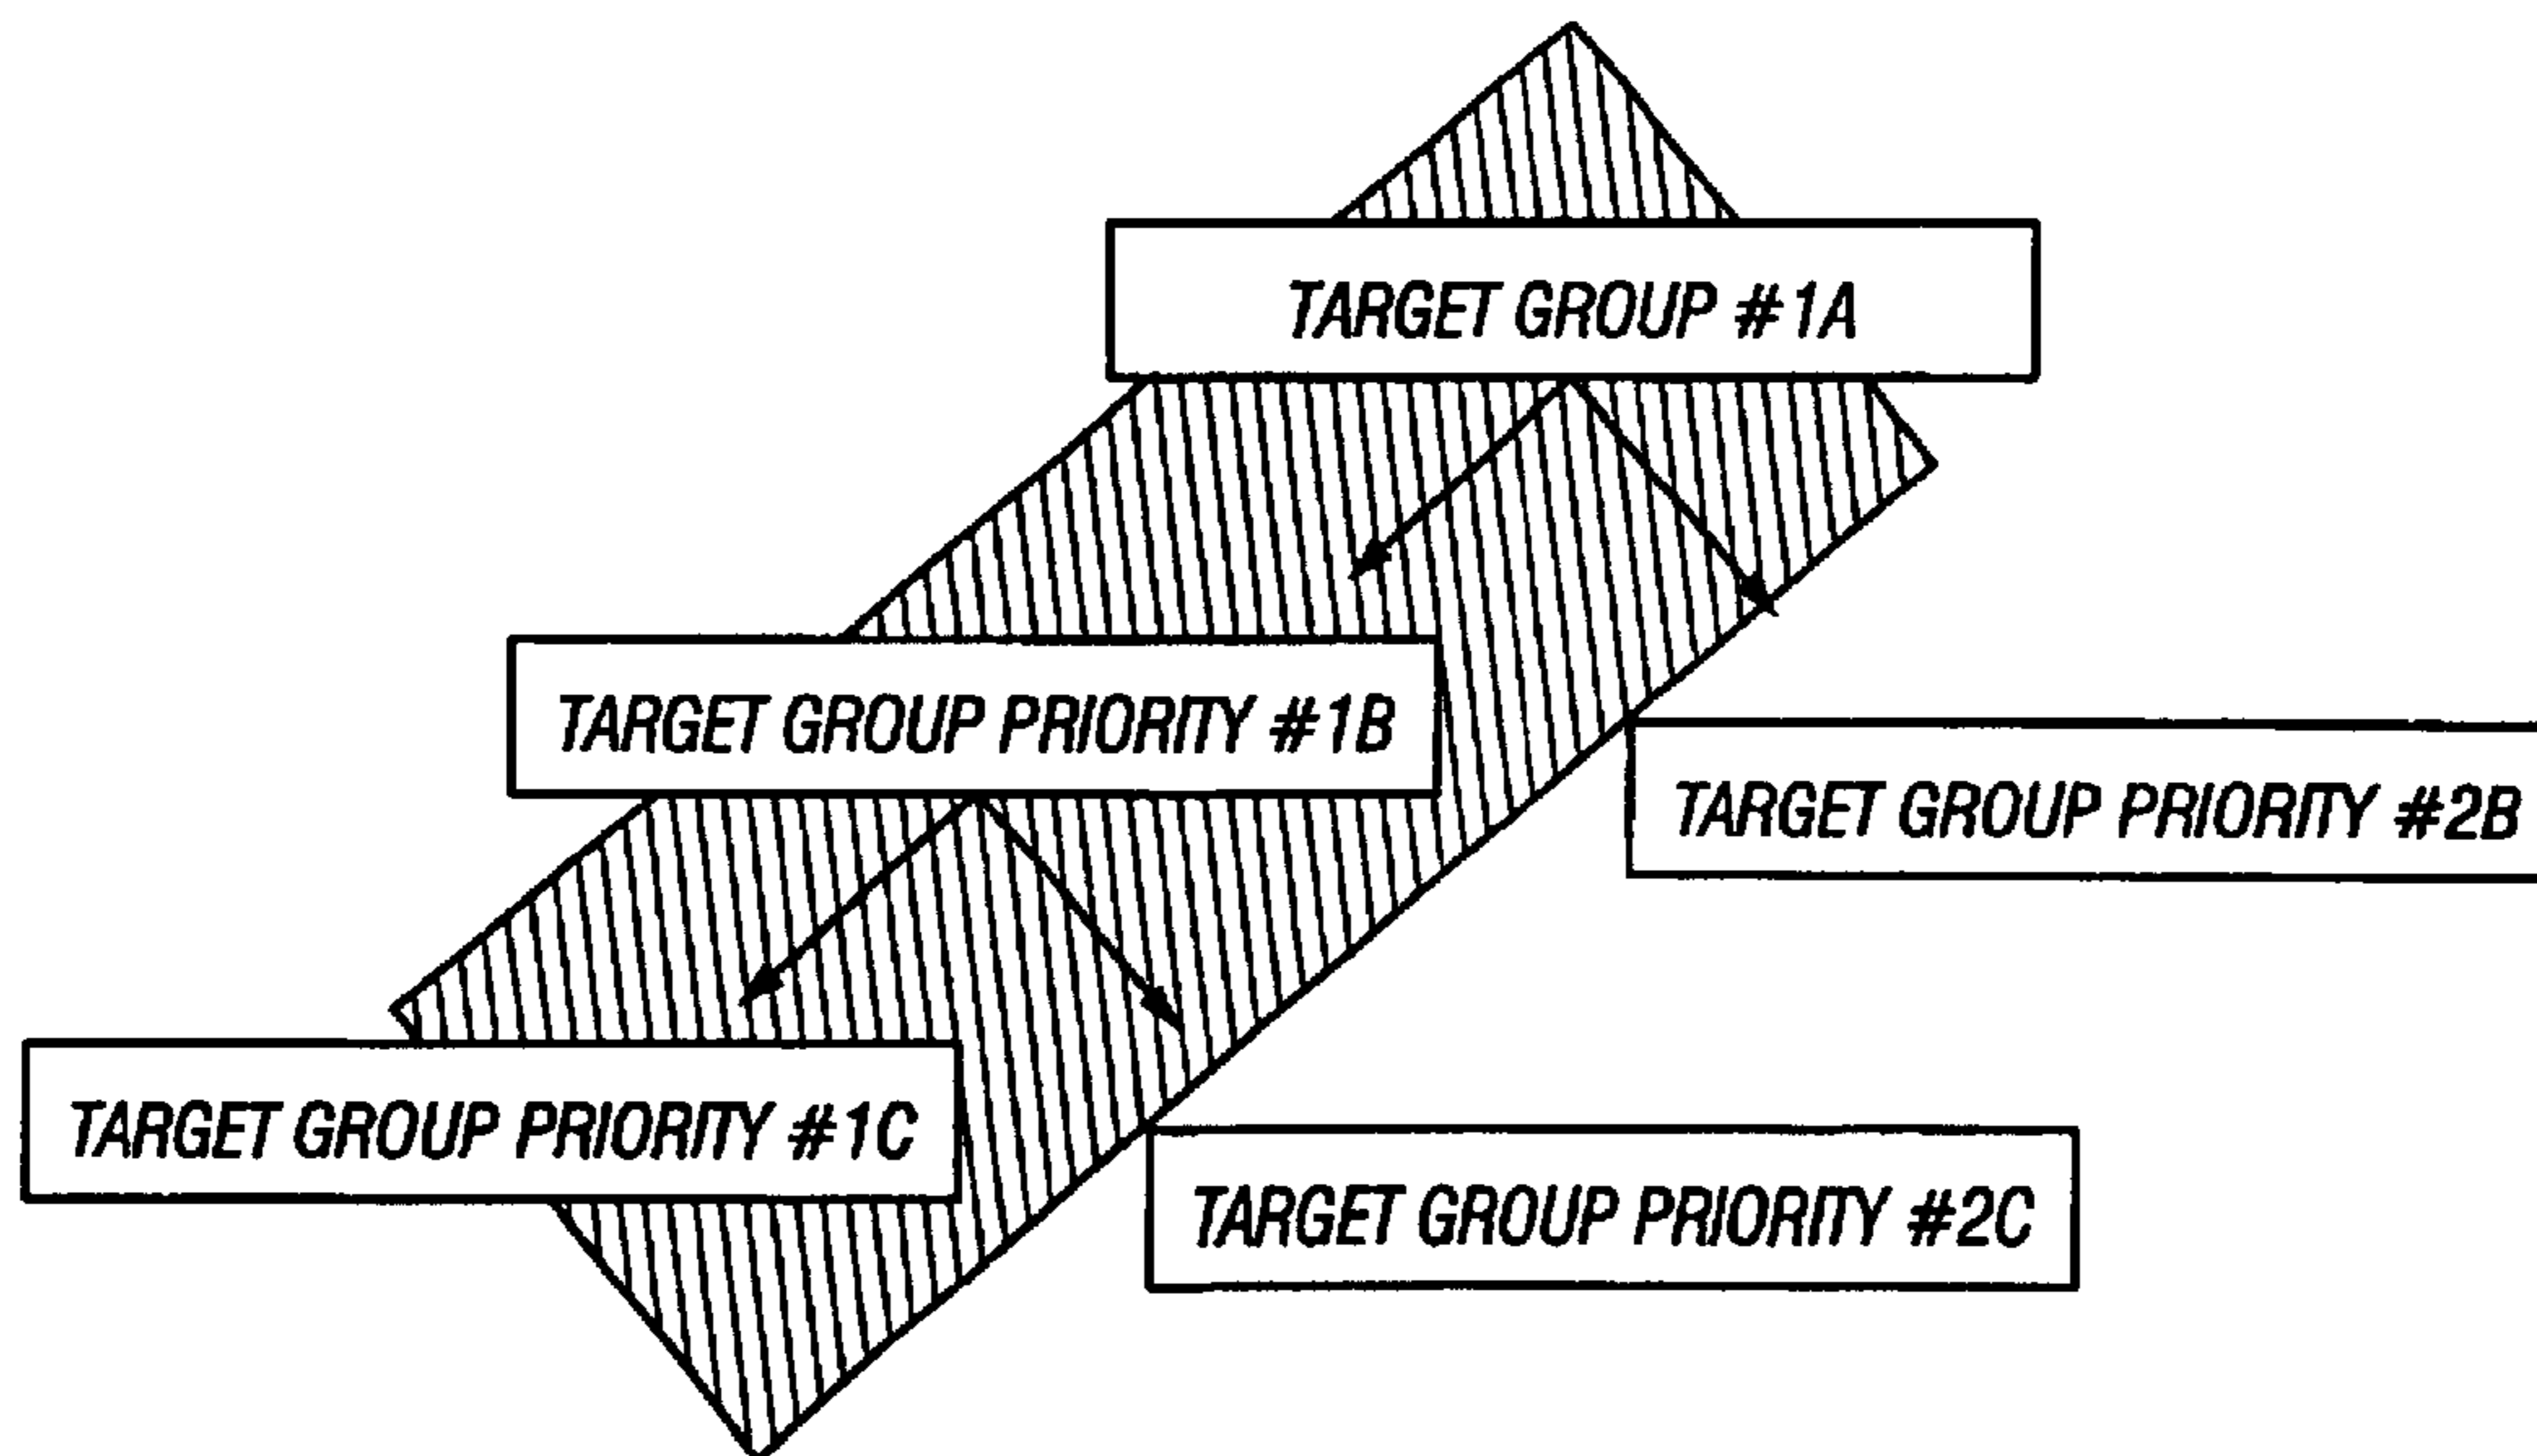 TARGET GROUP #1A
TARGET GROUP PRIORITY #1B
TARGET GROUP PRIORITY #2B
TARGET GROUP PRIORITY #1C
TARGET GROUP PRIORITY #2C